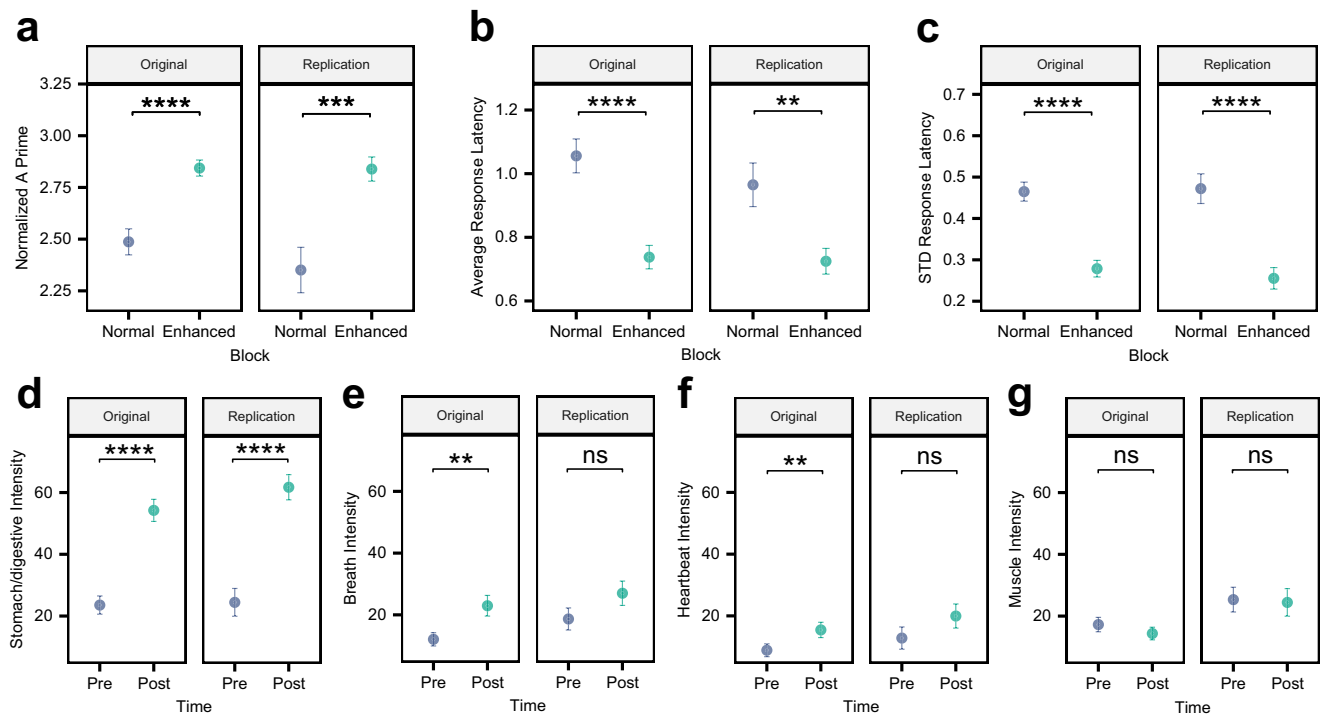 a
Original
Replication
Normalized A Prime
3.25
3.00
2.75
2.50
2.25
****
***
Normal Enhanced
Normal Enhanced
Block
b
Original
Replication
Average Response Latency
1.2
1.0
0.8
0.6
****
**
Normal Enhanced
Normal Enhanced
Block
c
Original
Replication
STD Response Latency
0.7
0.6
0.5
0.4
0.3
0.2
****
****
Normal Enhanced
Normal Enhanced
Block
d
Original
Replication
Stomach/digestive Intensity
60
40
20
****
****
Pre Post
Pre Post
Time
e
Original
Replication
Breath Intensity
60
40
20
**
ns
Pre Post
Pre Post
Time
f
Original
Replication
Heartbeat Intensity
60
40
20
**
ns
Pre Post
Pre Post
Time
g
Original
Replication
Muscle Intensity
60
40
20
ns
ns
Pre Post
Pre Post
Time